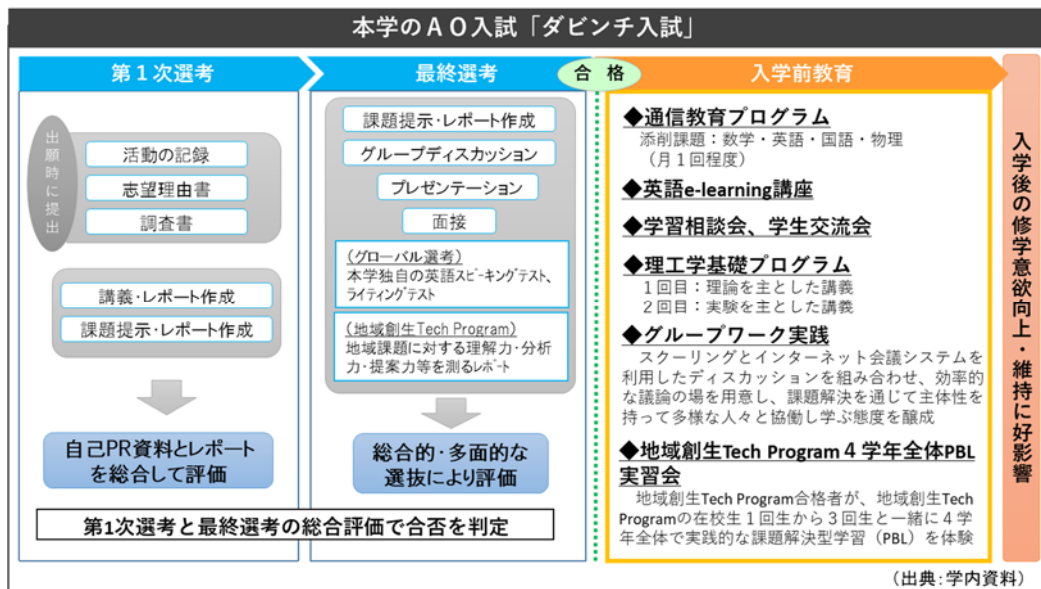 本学のＡＯ入試「ダビンチ入試」
第１次選考
出願時に提出
活動の記録
志望理由書
調査書
講義・レポート作成
課題提示・レポート作成
自己PR資料とレポート
を総合して評価
最終選考
課題提示・レポート作成
グループディスカッション
プレゼンテーション
面接
(グローバル選考)
本学独自の英語スピーキングテスト、
ライティングテスト
(地域創生Tech Program)
地域課題に対する理解力・分析
力・提案力等を測るレポート
総合的・多面的な
選抜により評価
第1次選考と最終選考の総合評価で合否を判定
合 格
入学前教育
◆通信教育プログラム
添削課題：数学・英語・国語・物理
（月１回程度）
◆英語e-learning講座
◆学習相談会、学生交流会
◆理工学基礎プログラム
１回目：理論を主とした講義
２回目：実験を主とした講義
◆グループワーク実践
スクーリングとインターネット会議システムを
利用したディスカッションを組み合わせ、効率的
な議論の場を用意し、課題解決を通じて主体性を
持って多様な人々と協働し学ぶ態度を醸成
◆地域創生Tech Program４学年全体PBL
実習会
地域創生Tech Program合格者が、地域創生Tech
Programの在校生１回生から３回生と一緒に４学
年全体で実践的な課題解決型学習（PBL）を体験
入学後の修学意欲向上・維持に好影響
（出典：学内資料）